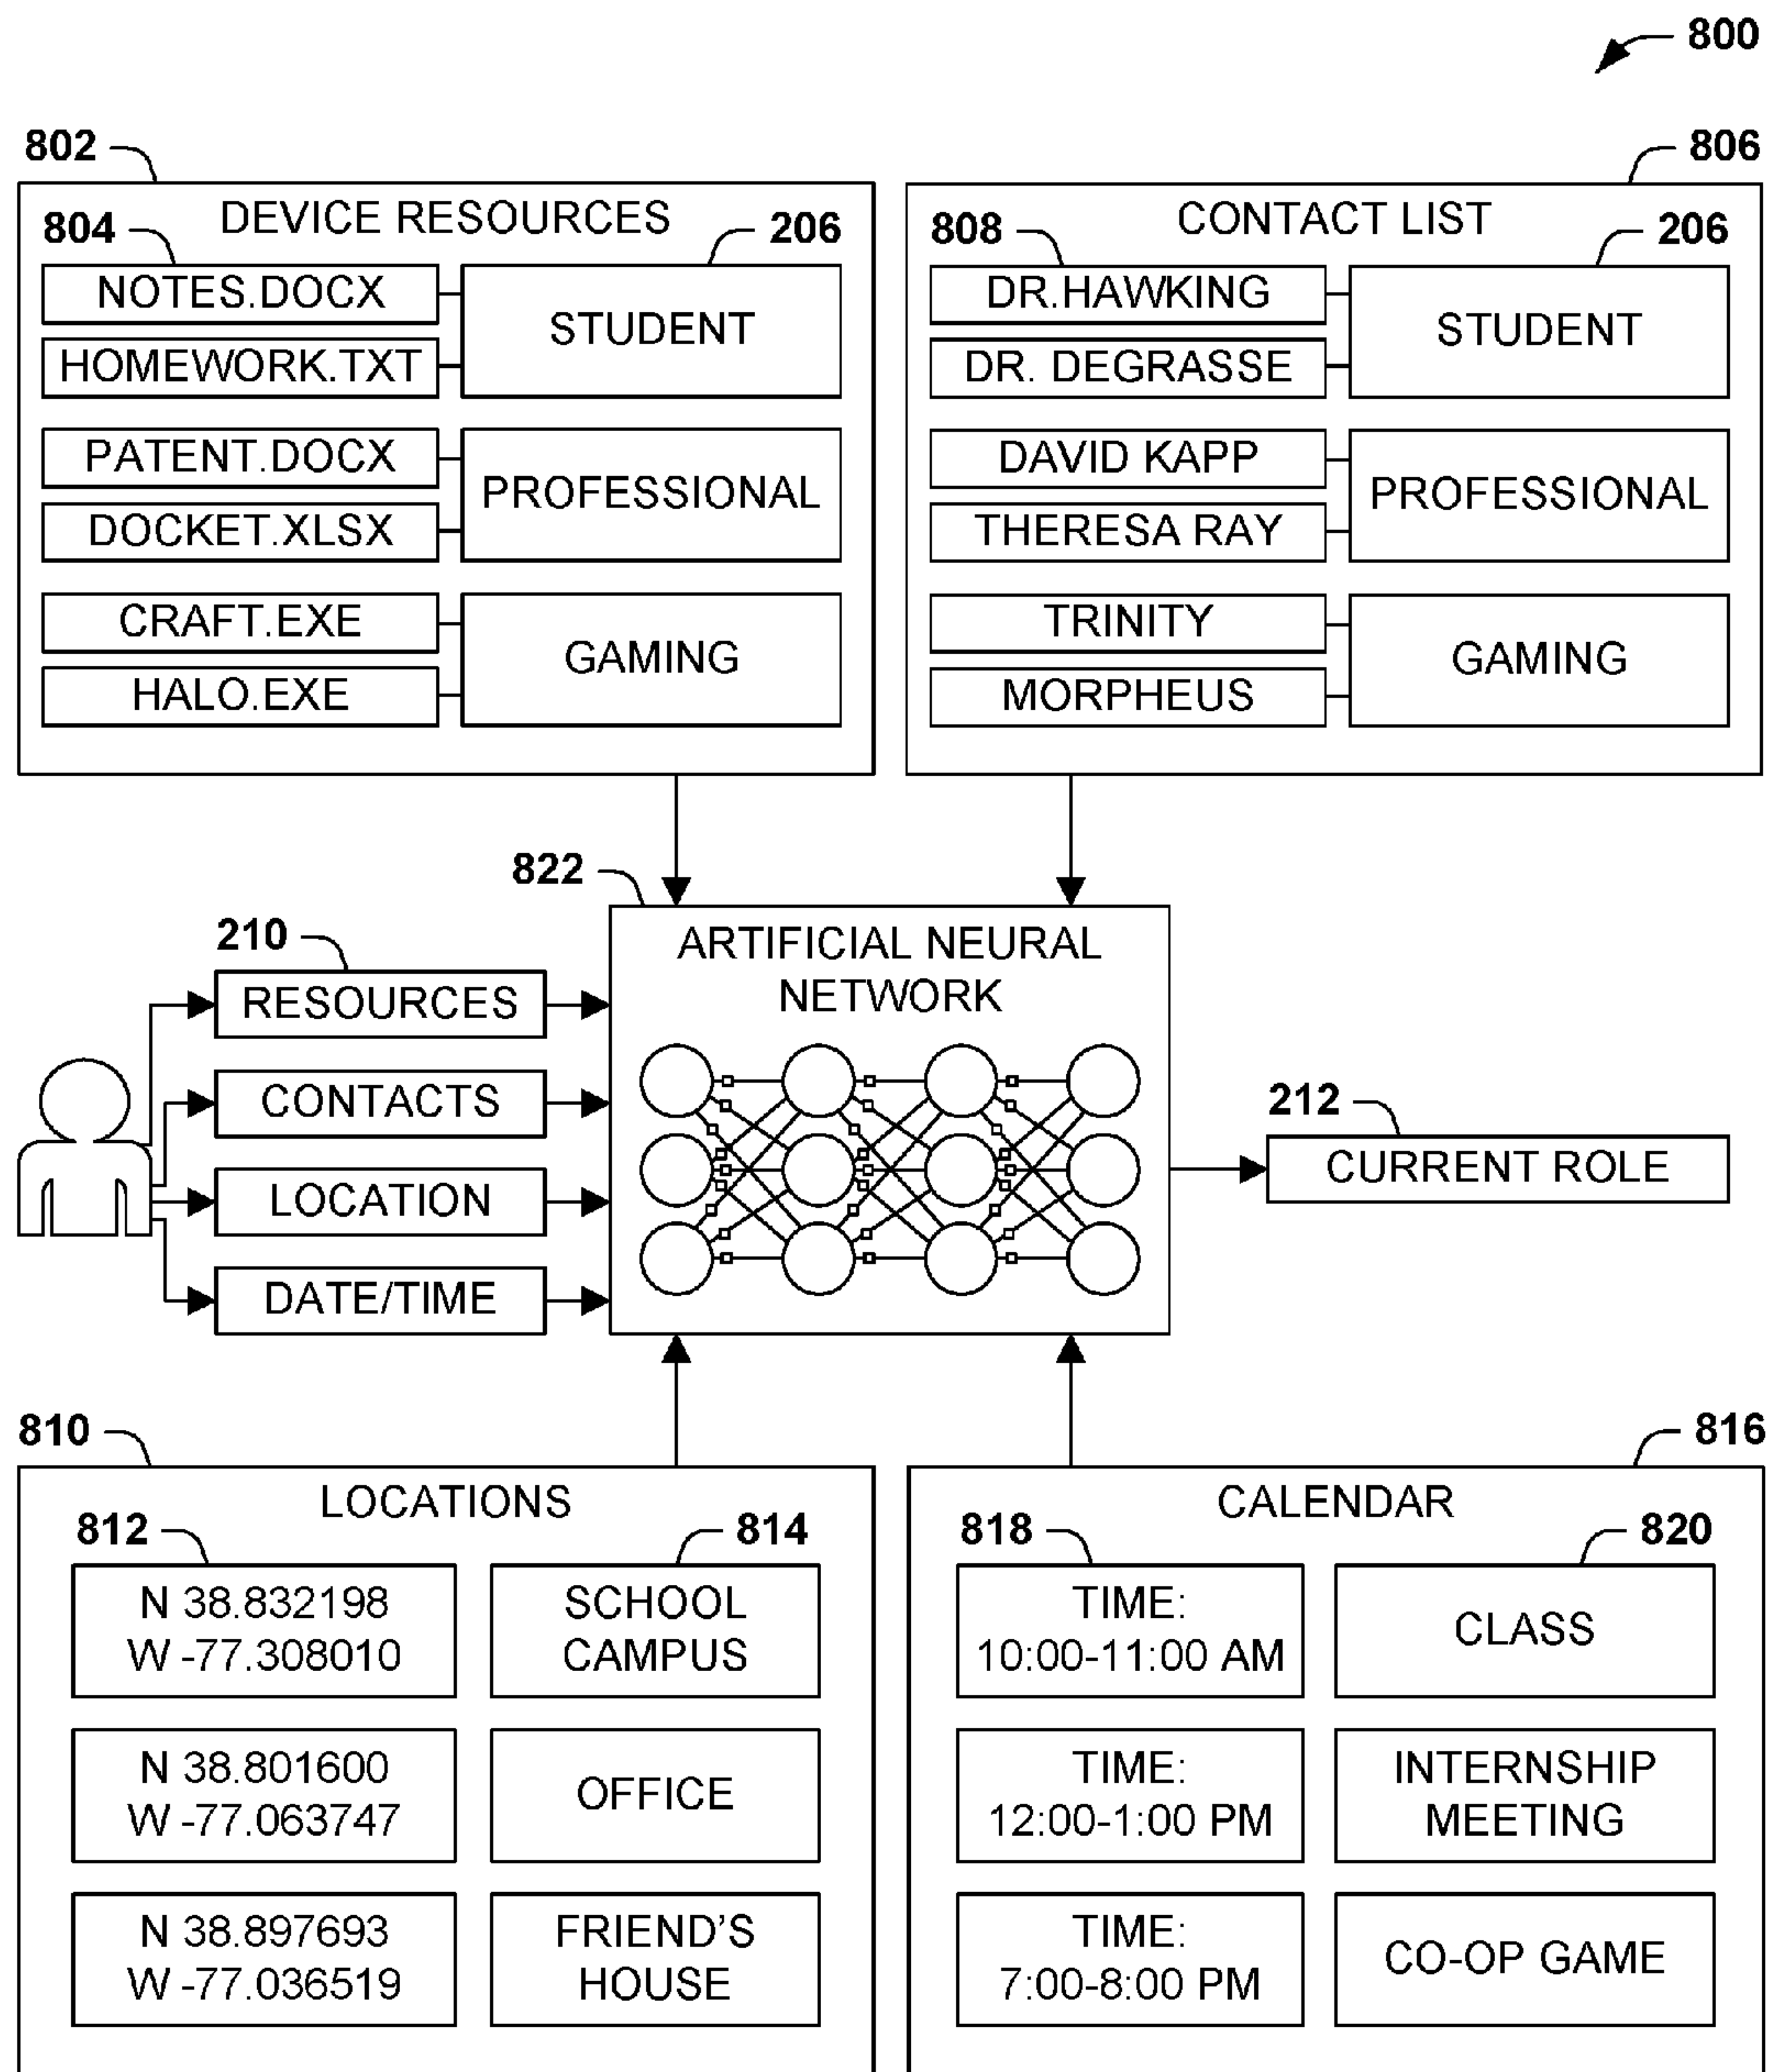 800
802
806
DEVICE RESOURCES
804
206
NOTES.DOCX
HOMEWORK.TXT
STUDENT
PATENT.DOCX
DOCKET.XLSX
PROFESSIONAL
CRAFT.EXE
HALO.EXE
GAMING
CONTACT LIST
808
206
DR.HAWKING
DR. DEGRASSE
STUDENT
DAVID KAPP
THERESA RAY
PROFESSIONAL
TRINITY
MORPHEUS
GAMING
822
210
RESOURCES
CONTACTS
LOCATION
DATE/TIME
ARTIFICIAL NEURAL
NETWORK
212
CURRENT ROLE
810
816
LOCATIONS
812
814
N 38.832198
W -77.308010
SCHOOL
CAMPUS
N 38.801600
W -77.063747
OFFICE
N 38.897693
W -77.036519
FRIEND'S
HOUSE
CALENDAR
818
820
TIME:
10:00-11:00 AM
CLASS
TIME:
12:00-1:00 PM
INTERNSHIP
MEETING
TIME:
7:00-8:00 PM
CO-OP GAME